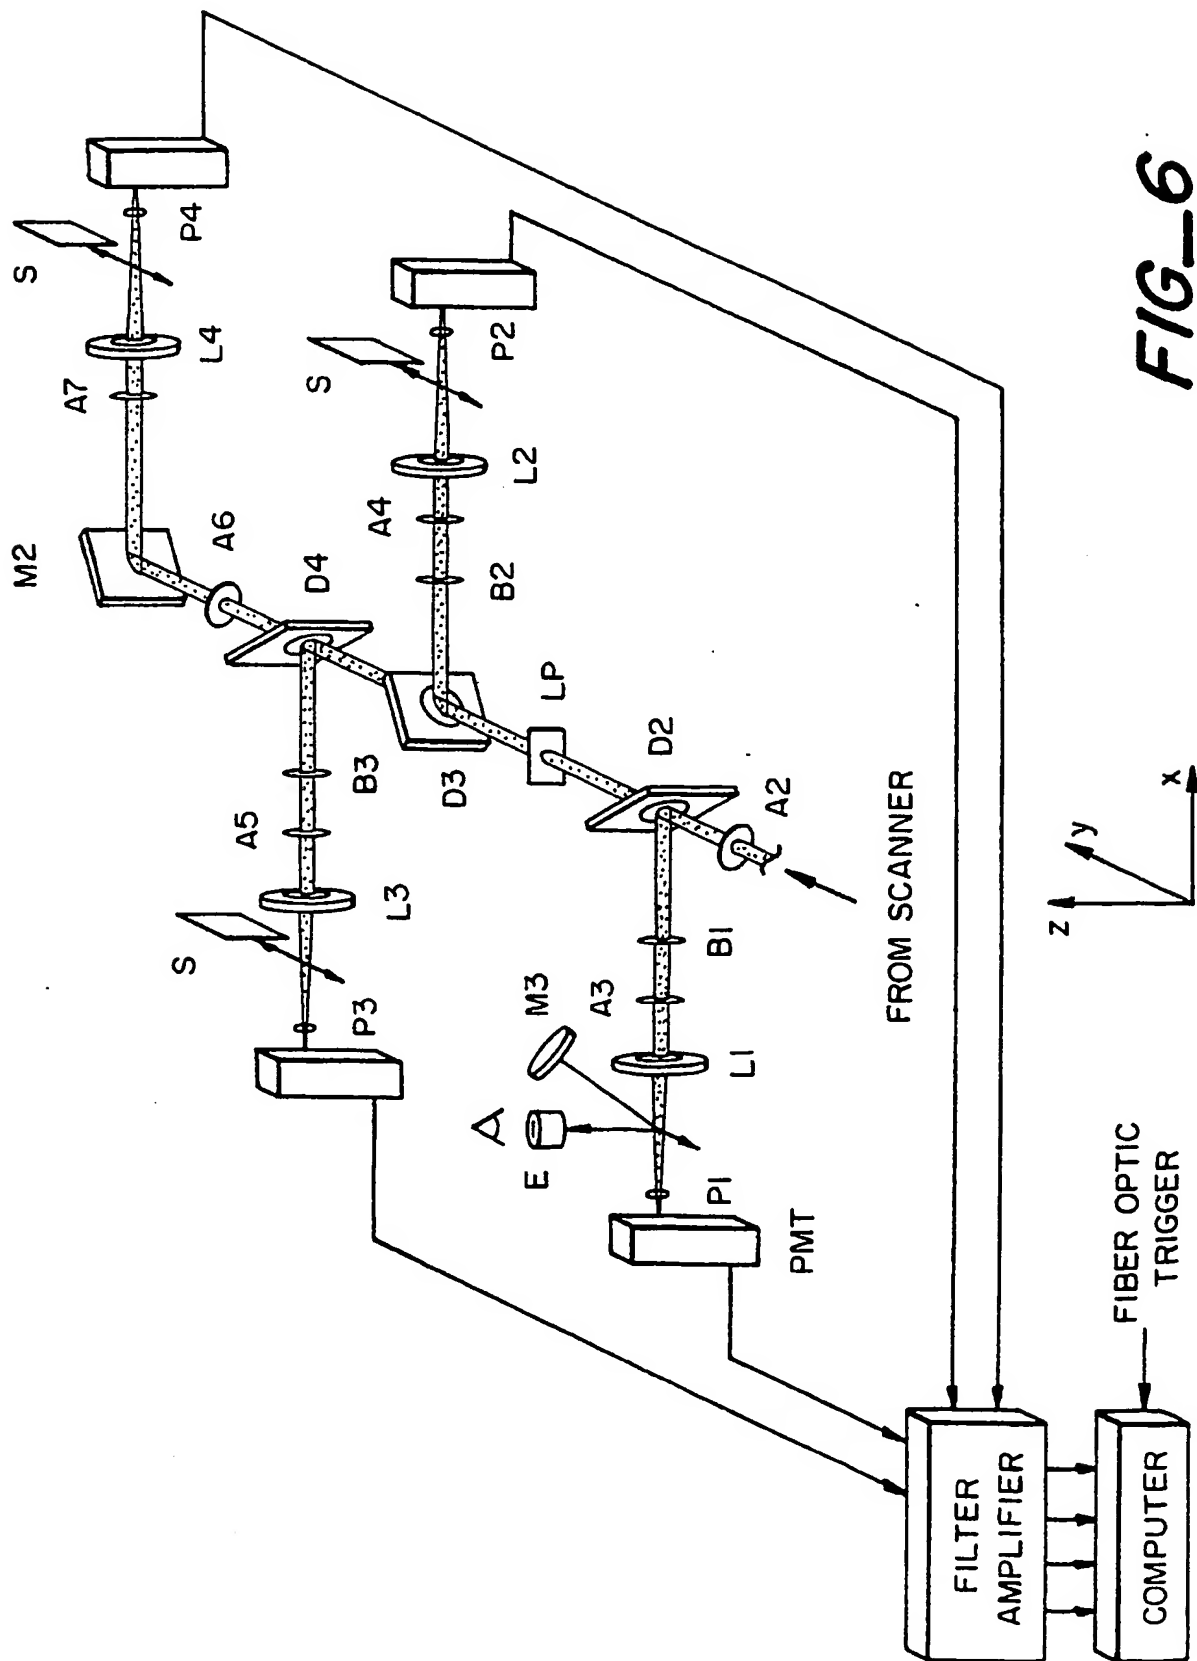 S
P4
L4
A7
M2
A6
D4
S
P2
L2
A4
B2
D3
LP
B3
A5
L3
S
P3
D2
A2
FROM SCANNER
B1
A3
M3
L1
E
P1
PMT
Z
y
X
FIBER OPTIC
TRIGGER
FILTER
AMPLIFIER
COMPUTER
FIG_6